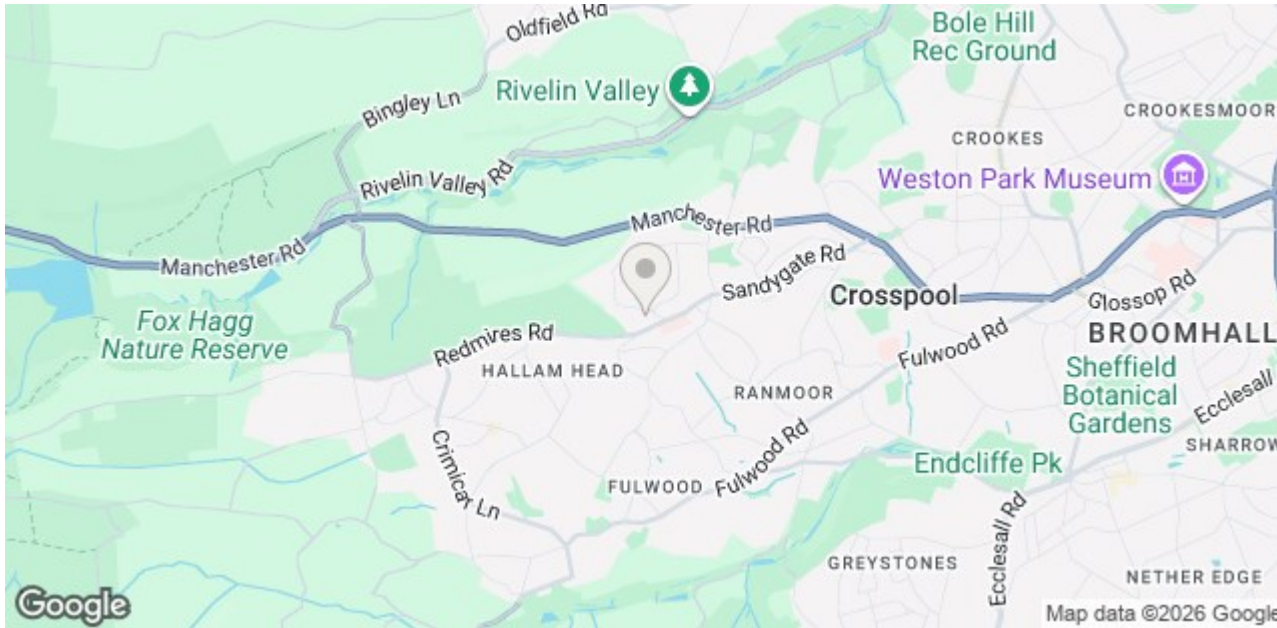 Oldfield Rd
Bole Hill
Rec Ground
Rivelin Valley
Bingley Ln
CROOKESMOOR
CROOKES
Rivelin Valley Rd
Weston Park Museum
Manchester Rd
Manchester Rd
Sandygate Rd
Crosspool
Glossop Rd
Fox Hagg
Nature Reserve
Redmires Rd
Fulwood Rd
BROOMHALL
HALLAM HEAD
Sheffield
Botanical
Gardens
RANMOOR
Ecclesall
Crimicar Ln
Fulwood Rd
SHARROW
Endcliffe Pk
FULWOOD
Ecclesall Rd
GREYSTONES
NETHER EDGE
Google
Map data ©2026 Google